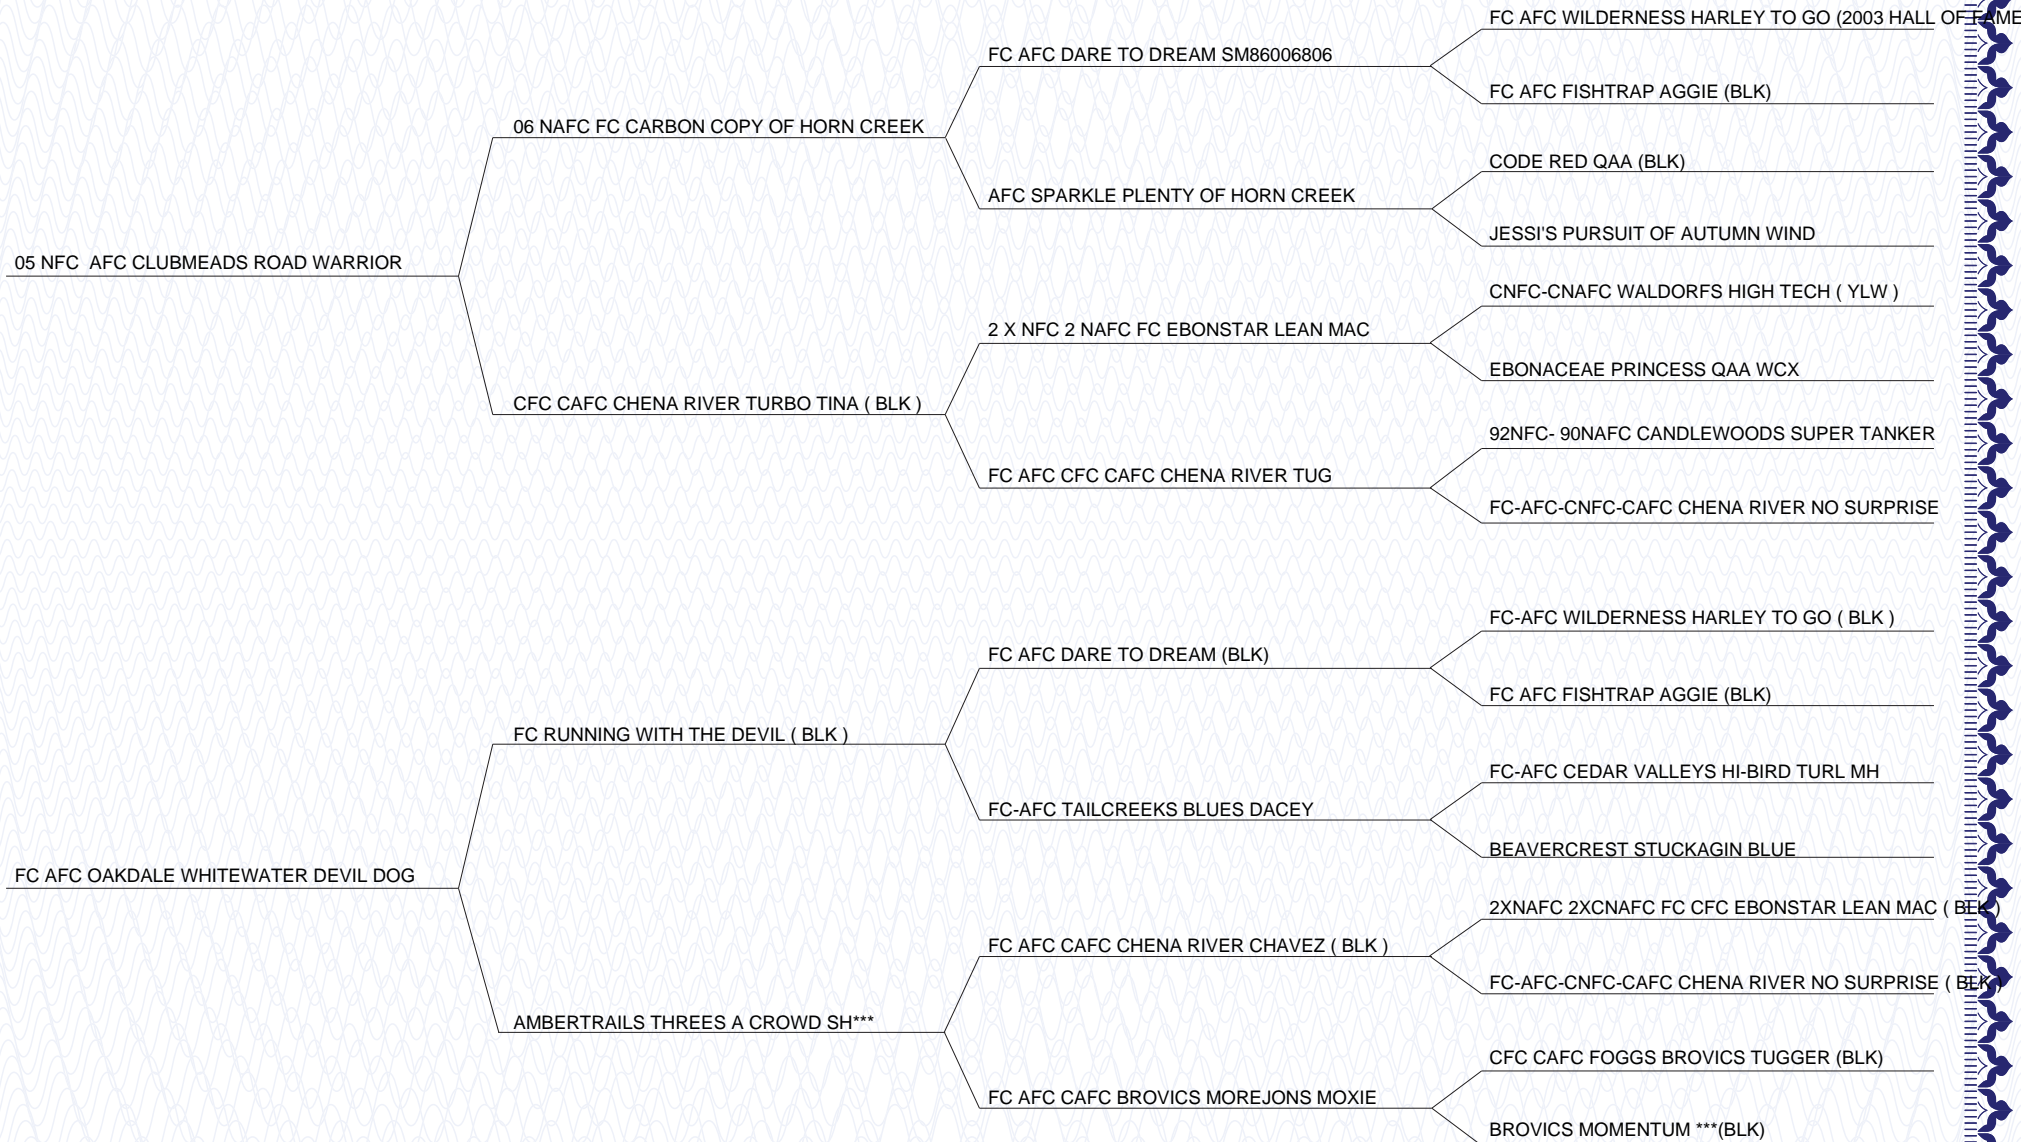 FC AFC WILDERNESS HARLEY TO GO (2003 HALL OF FAME
FC AFC DARE TO DREAM SM86006806
FC AFC FISHTRAP AGGIE (BLK)
06 NAFC FC CARBON COPY OF HORN CREEK
CODE RED QAA (BLK)
AFC SPARKLE PLENTY OF HORN CREEK
JESSI'S PURSUIT OF AUTUMN WIND
05 NFC  AFC CLUBMEADS ROAD WARRIOR
CNFC-CNAFC WALDORFS HIGH TECH ( YLW )
2 X NFC 2 NAFC FC EBONSTAR LEAN MAC
EBONACEAE PRINCESS QAA WCX
CFC CAFC CHENA RIVER TURBO TINA ( BLK )
92NFC- 90NAFC CANDLEWOODS SUPER TANKER
FC AFC CFC CAFC CHENA RIVER TUG
FC-AFC-CNFC-CAFC CHENA RIVER NO SURPRISE
FC-AFC WILDERNESS HARLEY TO GO ( BLK )
FC AFC DARE TO DREAM (BLK)
FC AFC FISHTRAP AGGIE (BLK)
FC RUNNING WITH THE DEVIL ( BLK )
FC-AFC CEDAR VALLEYS HI-BIRD TURL MH
FC-AFC TAILCREEKS BLUES DACEY
BEAVERCREST STUCKAGIN BLUE
FC AFC OAKDALE WHITEWATER DEVIL DOG
2XNAFC 2XCNAFC FC CFC EBONSTAR LEAN MAC ( BLK )
FC AFC CAFC CHENA RIVER CHAVEZ ( BLK )
FC-AFC-CNFC-CAFC CHENA RIVER NO SURPRISE ( BLK )
AMBERTRAILS THREES A CROWD SH***
CFC CAFC FOGGS BROVICS TUGGER (BLK)
FC AFC CAFC BROVICS MOREJONS MOXIE
BROVICS MOMENTUM ***(BLK)